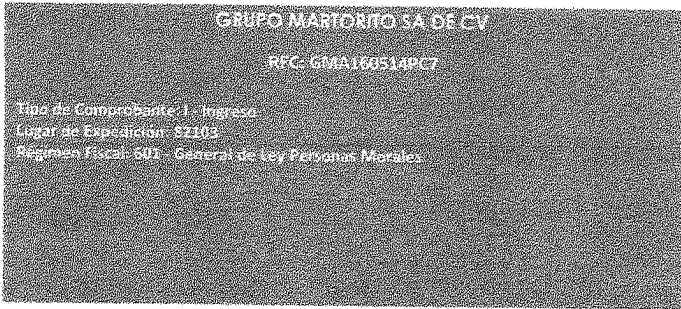 GRUPO MARTORITO SA DE CV
RFC: GMA160514PC7
Tipo de Comprobante: I - Ingreso
Lugar de Expedición: 82103
Régimen Fiscal: 601 - General de Ley Personas Morales